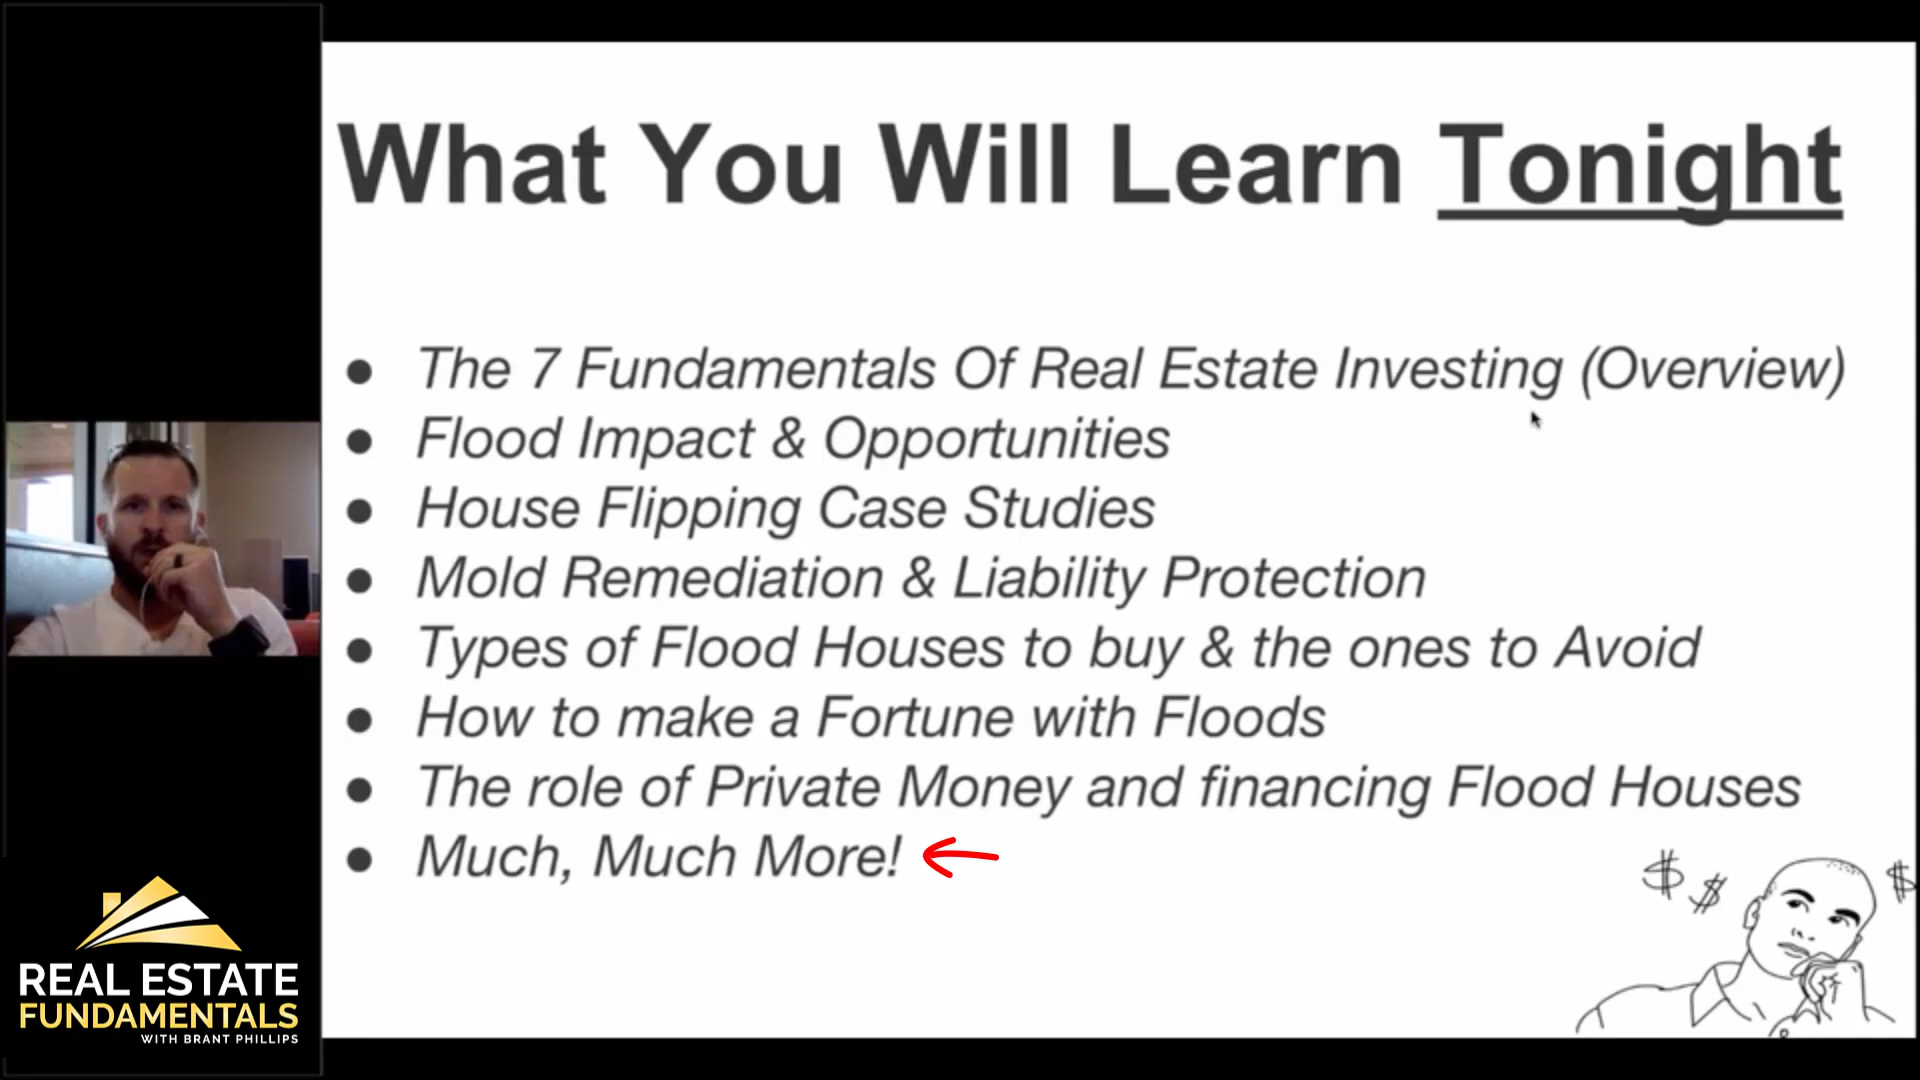 What You Will Learn Tonight
● The 7 Fundamentals Of Real Estate Investing (Overview)
● Flood Impact & Opportunities
● House Flipping Case Studies
● Mold Remediation & Liability Protection
● Types of Flood Houses to buy & the ones to Avoid
● How to make a Fortune with Floods
● The role of Private Money and financing Flood Houses
● Much, Much More!
$ $ $
REAL ESTATE
FUNDAMENTALS
WITH BRANT PHILLIPS